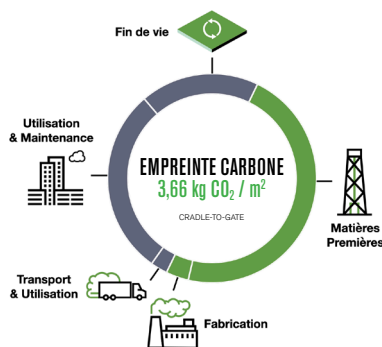 Fin de vie
Utilisation
& Maintenance
EMPREINTE CARBONE
3,66 kg CO₂ / m²
CRADLE-TO-GATE
Matières
Premières
Transport
& Utilisation
Fabrication